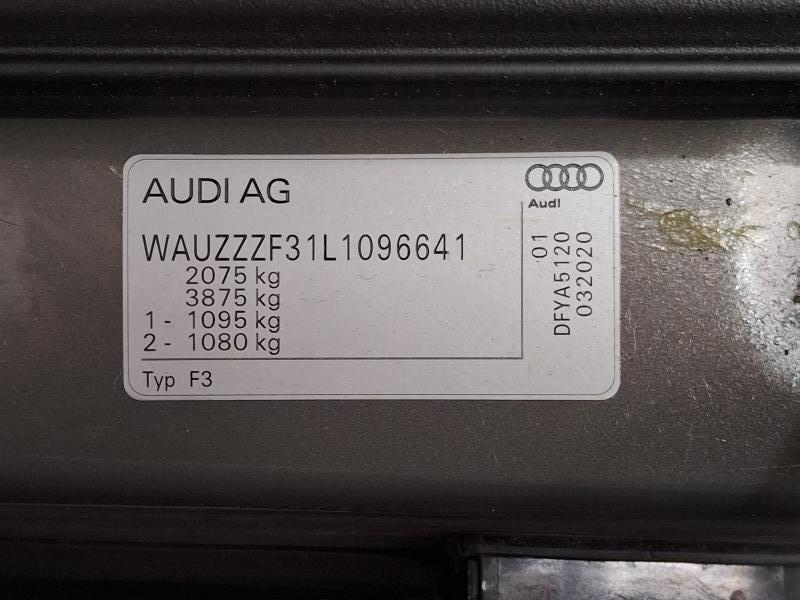 AUDI AG
Audi
WAUZZZF31L1096641
2075 kg
3875 kg
1 - 1095 kg
2 - 1080 kg
Typ F3
01
DFYA5120
032020